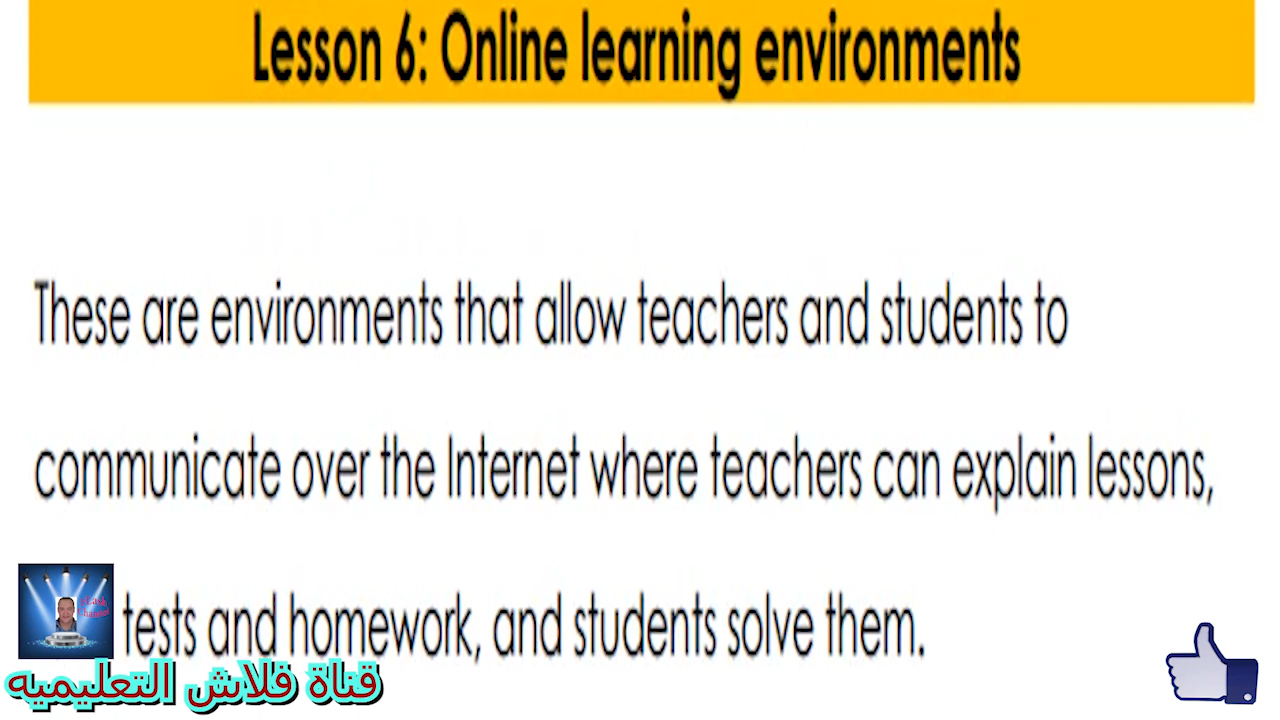 Lesson 6: Online learning environments
These are environments that allow teachers and students to
communicate over the Internet where teachers can explain lessons,
tests and homework, and students solve them.
قناة فلاش التعليميه